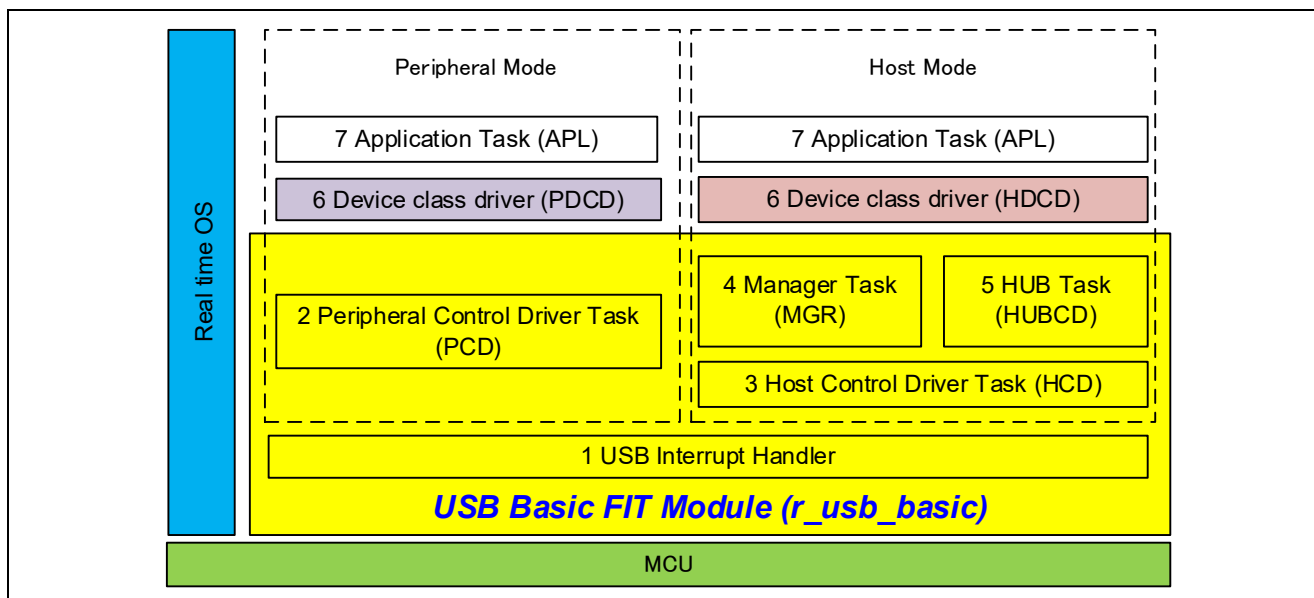 Real time OS
Peripheral Mode
7 Application Task (APL)
6 Device class driver (PDCD)
2 Peripheral Control Driver Task
(PCD)
Host Mode
7 Application Task (APL)
6 Device class driver (HDCD)
4 Manager Task
(MGR)
5 HUB Task
(HUBCD)
3 Host Control Driver Task (HCD)
1 USB Interrupt Handler
USB Basic FIT Module (r_usb_basic)
MCU